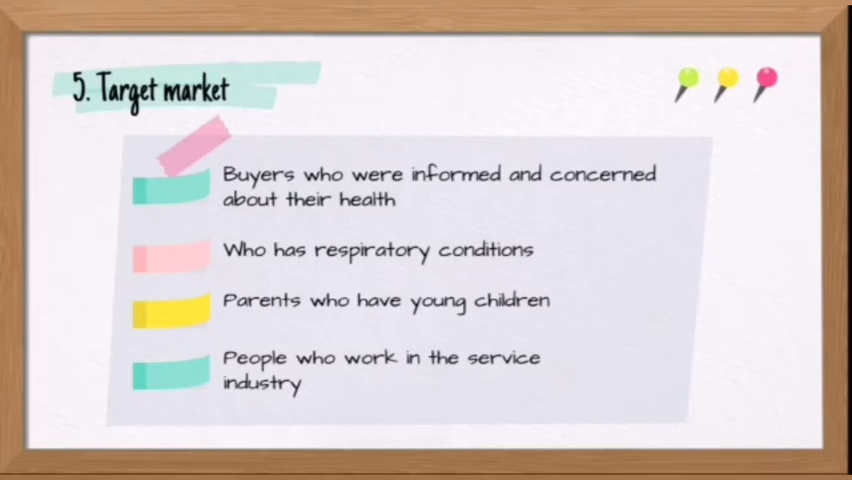 5. Target market
Buyers who were informed and concerned
about their health
Who has respiratory conditions
Parents who have young children
People who work in the service
industry